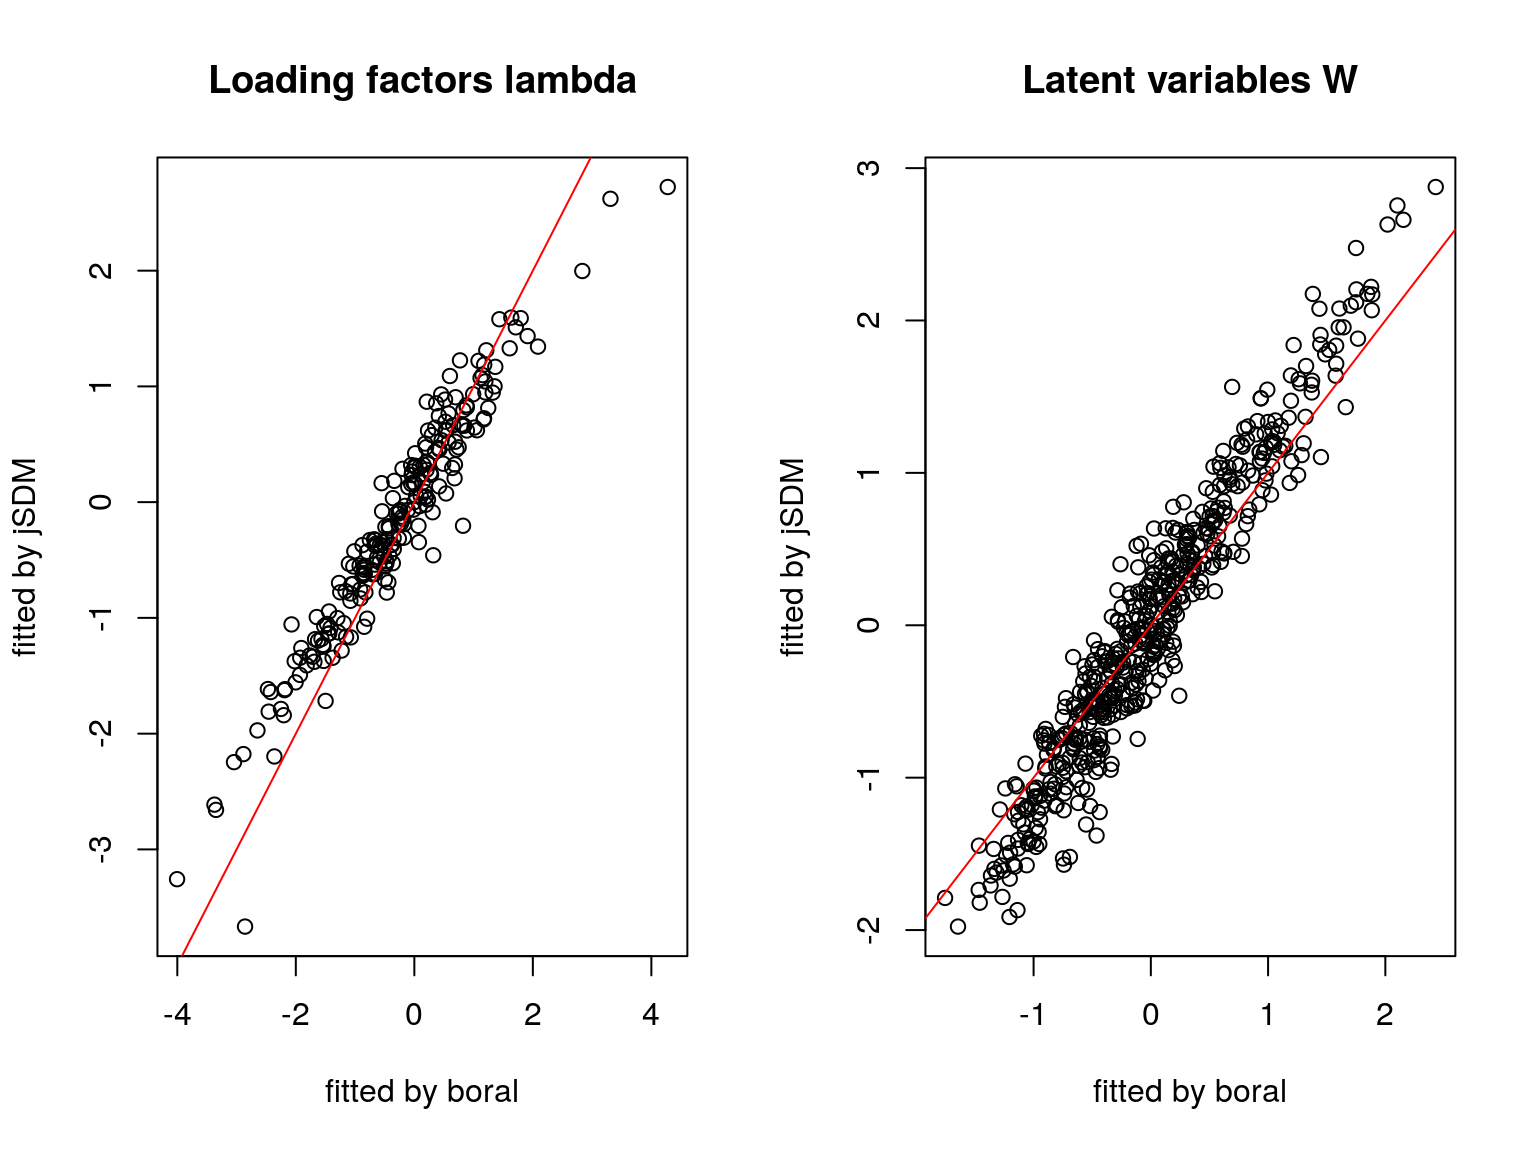 Loading factors lambda
fitted by jSDM
2
1
0
-1
-2
-3
-4 -2 0 2 4
fitted by boral
Latent variables W
fitted by jSDM
3
2
1
0
-1
-2
-1 0 1 2
fitted by boral